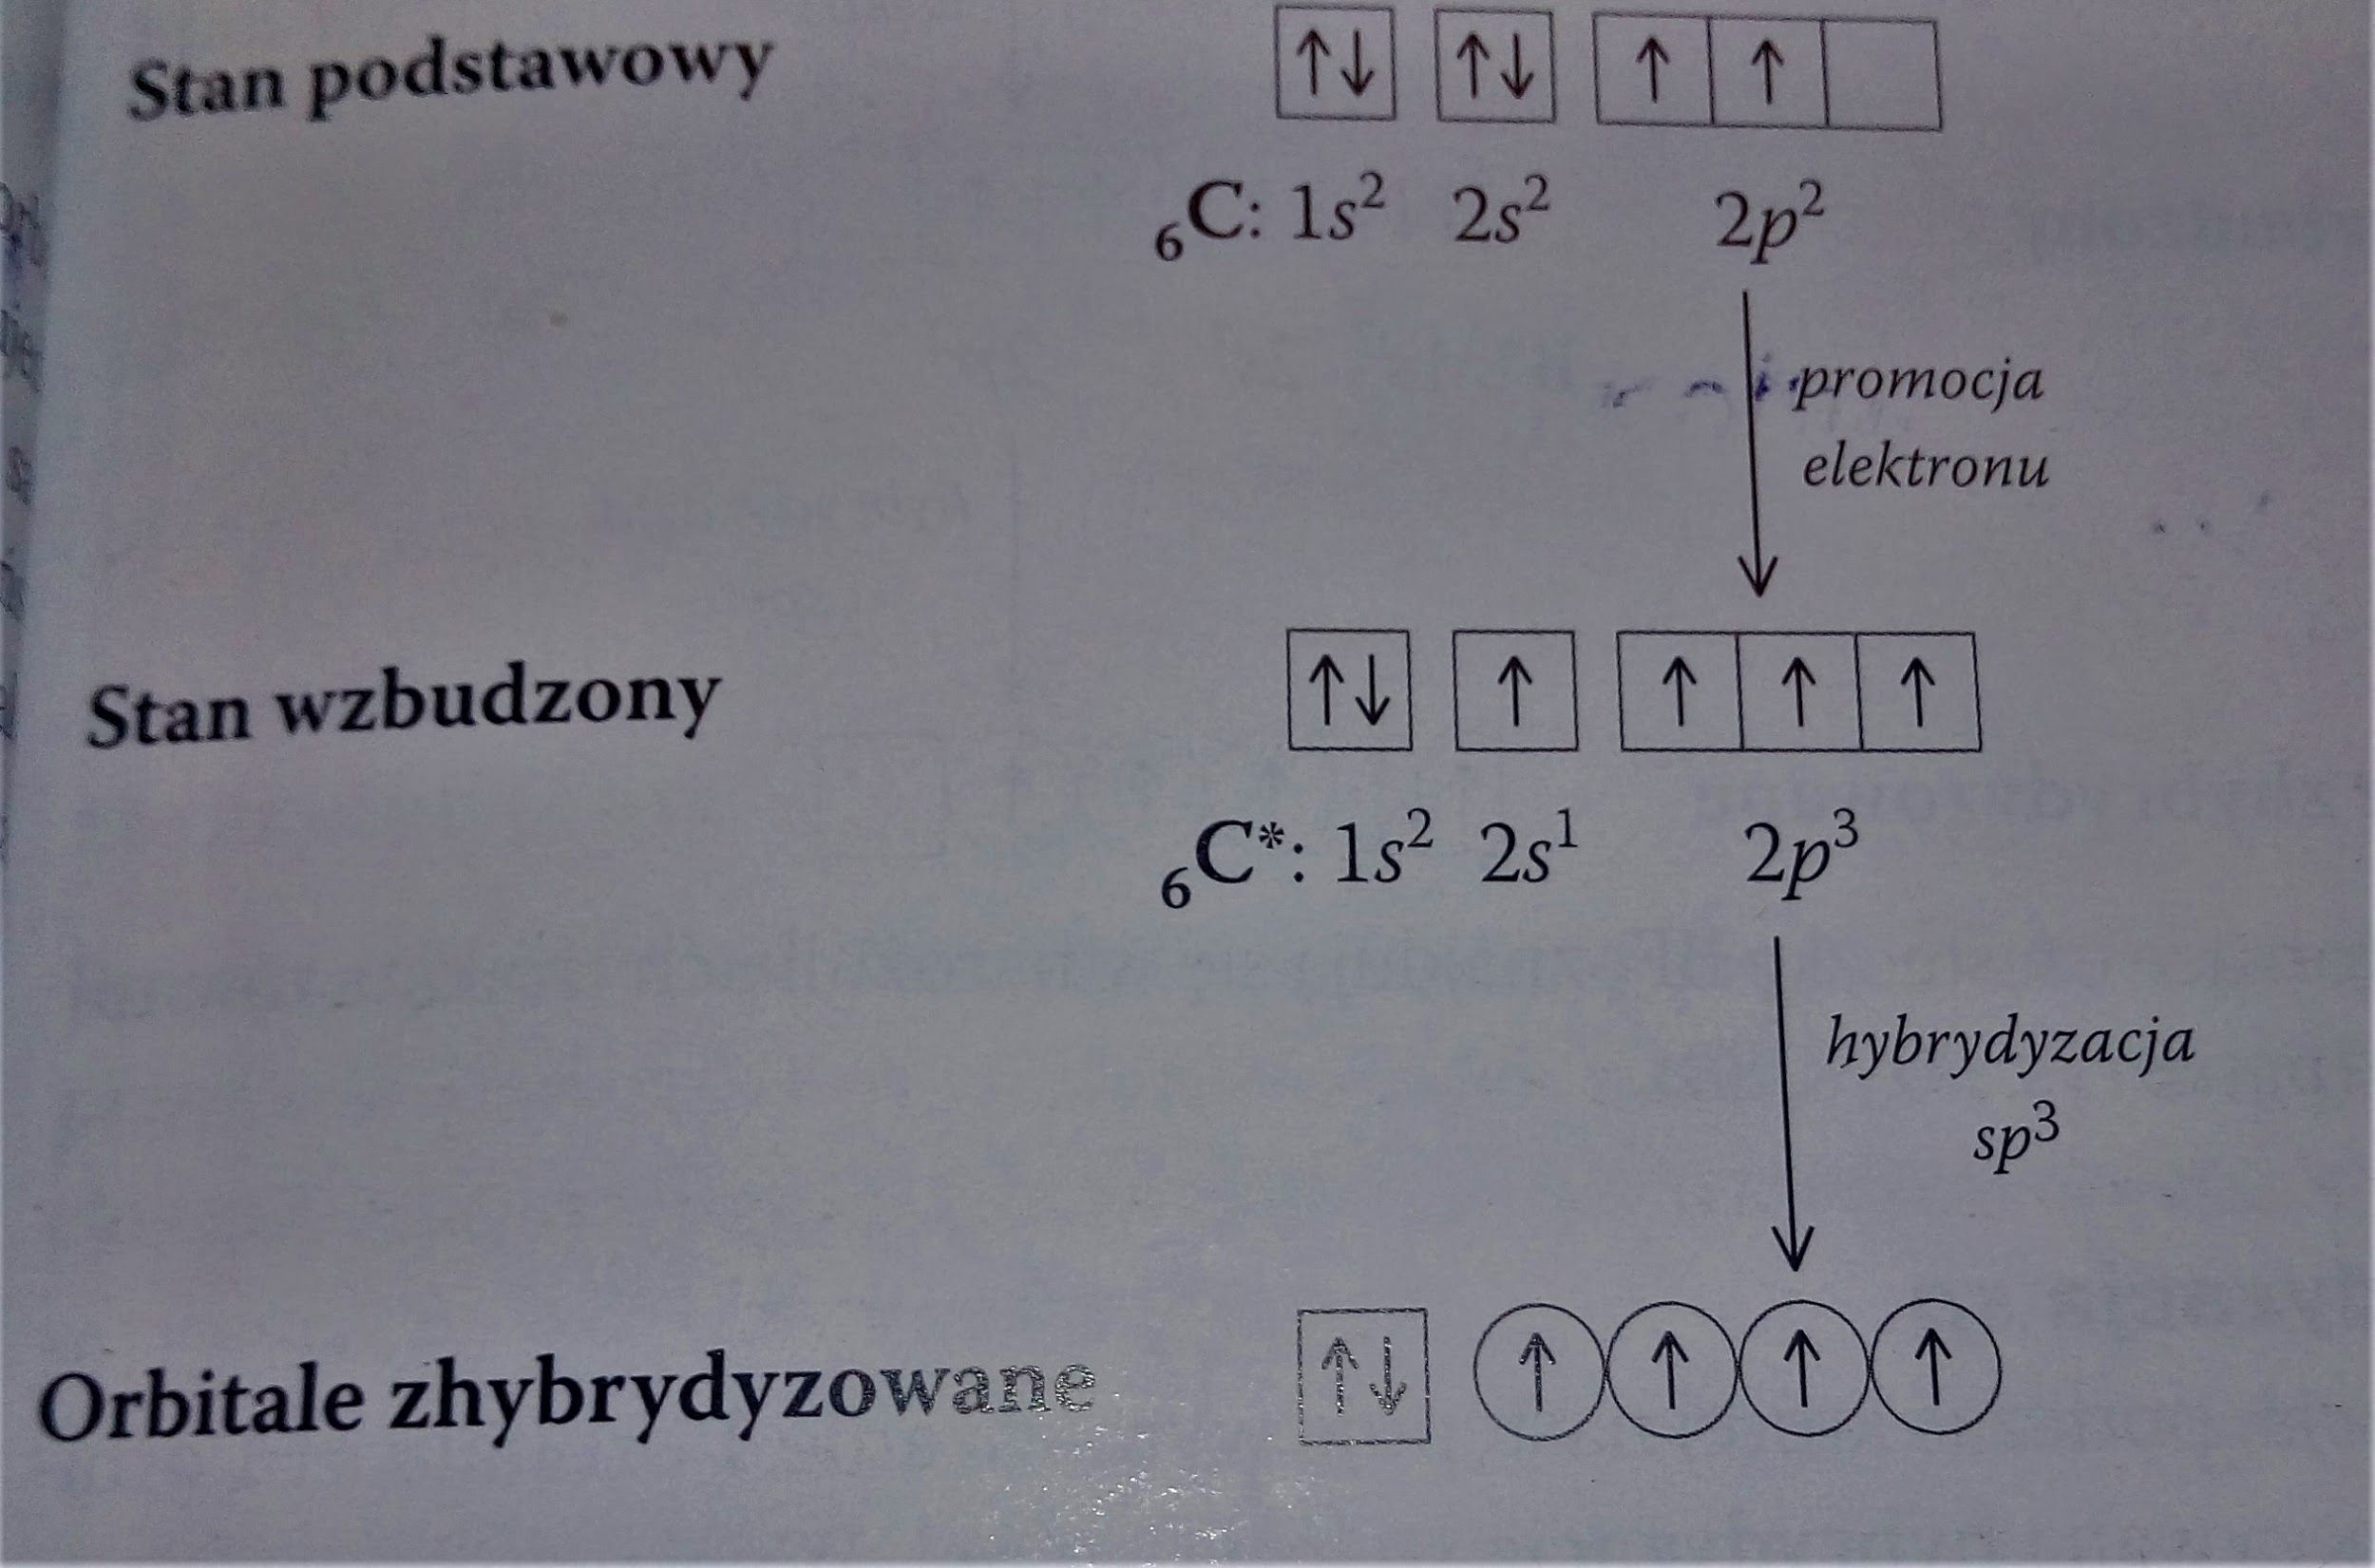 Stan podstawowy
↑↓ ↑↓ ↑ ↑
₆C: 1s² 2s² 2p²
promocja
elektronu
Stan wzbudzony
↑↓ ↑ ↑ ↑ ↑
₆C*: 1s² 2s¹ 2p³
hybrydyzacja
sp³
Orbitale zhybrydyzowane
↑↓ ↑ ↑ ↑ ↑